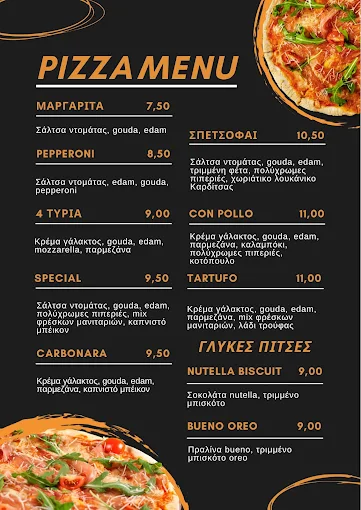 PIZZA MENU
ΜΑΡΓΑΡΙΤΑ 7,50
Σάλτσα ντομάτας, gouda, edam
PEPPERONI 8,50
Σάλτσα ντομάτας, edam, gouda,
pepperoni
4 ΤΥΡΙΑ 9,00
Κρέμα γάλακτος, gouda, edam,
mozzarella, παρμεζάνα
SPECIAL 9,50
Σάλτσα ντομάτας, gouda, edam,
πολύχρωμες πιπεριές, mix
φρέσκων μανιταριών, καπνιστό
μπέικον
CARBONARA 9,50
Κρέμα γάλακτος, gouda, edam,
παρμεζάνα, καπνιστό μπέικον
ΣΠΕΤΣΟΦΑΙ 10,50
Σάλτσα ντομάτας, gouda, edam,
τριμμένη φέτα, πολύχρωμες
πιπεριές, χωριάτικο λουκάνικο
Καρδίτσας
CON POLLO 11,00
Κρέμα γάλακτος, gouda, edam,
παρμεζάνα, καλαμπόκι,
πολύχρωμες πιπεριές,
κοτόπουλο
TARTUFO 11,00
Κρέμα γάλακτος, gouda, edam,
παρμεζάνα, mix φρέσκων
μανιταριών, λάδι τρούφας
ΓΛΥΚΕΣ ΠΙΤΣΕΣ
NUTELLA BISCUIT 9,00
Σοκολάτα nutella, τριμμένο
μπισκότο
BUENO OREO 9,00
Πραλίνα bueno, τριμμένο
μπισκότο oreo